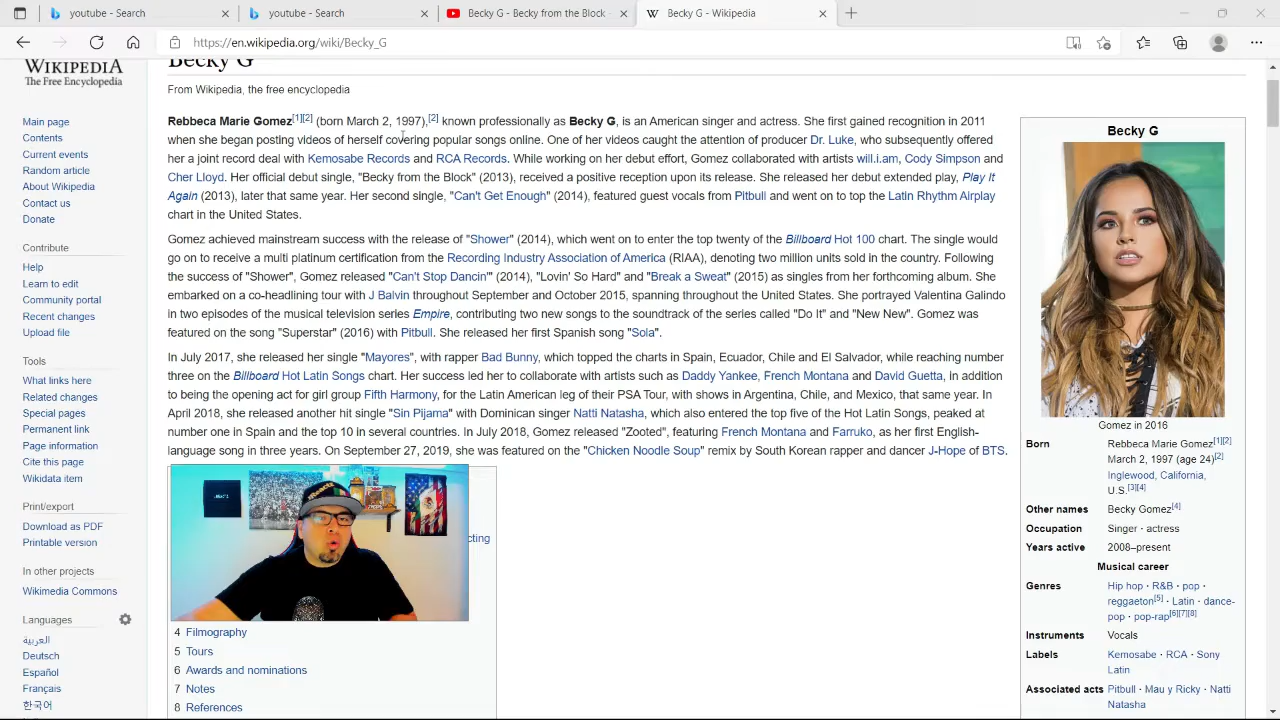 youtube - Search
youtube - Search
Becky G - Becky from the Block -
Becky G - Wikipedia
https://en.wikipedia.org/wiki/Becky_G
WIKIPEDIA
The Free Encyclopedia
Main page
Contents
Current events
Random article
About Wikipedia
Contact us
Donate
Contribute
Help
Learn to edit
Community portal
Recent changes
Upload file
Tools
What links here
Related changes
Special pages
Permanent link
Page information
Cite this page
Wikidata item
Print/export
Download as PDF
Printable version
In other projects
Wikimedia Commons
Languages
العربية
Deutsch
Español
Français
한국어
Becky G
From Wikipedia, the free encyclopedia
Rebbeca Marie Gomez[1][2] (born March 2, 1997),[2] known professionally as Becky G, is an American singer and actress. She first gained recognition in 2011
when she began posting videos of herself covering popular songs online. One of her videos caught the attention of producer Dr. Luke, who subsequently offered
her a joint record deal with Kemosabe Records and RCA Records. While working on her debut effort, Gomez collaborated with artists will.i.am, Cody Simpson and
Cher Lloyd. Her official debut single, "Becky from the Block" (2013), received a positive reception upon its release. She released her debut extended play, Play It
Again (2013), later that same year. Her second single, "Can't Get Enough" (2014), featured guest vocals from Pitbull and went on to top the Latin Rhythm Airplay
chart in the United States.
Gomez achieved mainstream success with the release of "Shower" (2014), which went on to enter the top twenty of the Billboard Hot 100 chart. The single would
go on to receive a multi platinum certification from the Recording Industry Association of America (RIAA), denoting two million units sold in the country. Following
the success of "Shower", Gomez released "Can't Stop Dancin'" (2014), "Lovin' So Hard" and "Break a Sweat" (2015) as singles from her forthcoming album. She
embarked on a co-headlining tour with J Balvin throughout September and October 2015, spanning throughout the United States. She portrayed Valentina Galindo
in two episodes of the musical television series Empire, contributing two new songs to the soundtrack of the series called "Do It" and "New New". Gomez was
featured on the song "Superstar" (2016) with Pitbull. She released her first Spanish song "Sola".
In July 2017, she released her single "Mayores", with rapper Bad Bunny, which topped the charts in Spain, Ecuador, Chile and El Salvador, while reaching number
three on the Billboard Hot Latin Songs chart. Her success led her to collaborate with artists such as Daddy Yankee, French Montana and David Guetta, in addition
to being the opening act for girl group Fifth Harmony, for the Latin American leg of their PSA Tour, with shows in Argentina, Chile, and Mexico, that same year. In
April 2018, she released another hit single "Sin Pijama" with Dominican singer Natti Natasha, which also entered the top five of the Hot Latin Songs, peaked at
number one in Spain and the top 10 in several countries. In July 2018, Gomez released "Zooted", featuring French Montana and Farruko, as her first English-
language song in three years. On September 27, 2019, she was featured on the "Chicken Noodle Soup" remix by South Korean rapper and dancer J-Hope of BTS.
cting
4 Filmography
5 Tours
6 Awards and nominations
7 Notes
8 References
Becky G
Gomez in 2016
Born Rebbeca Marie Gomez[1][2]
March 2, 1997 (age 24)[2]
Inglewood, California,
U.S.[3][4]
Other names Becky Gomez[4]
Occupation Singer · actress
Years active 2008–present
Musical career
Genres Hip hop · R&B · pop ·
reggaeton[5] · Latin · dance-
pop · pop-rap[6][7][8]
Instruments Vocals
Labels Kemosabe · RCA · Sony
Latin
Associated acts Pitbull · Mau y Ricky · Natti
Natasha